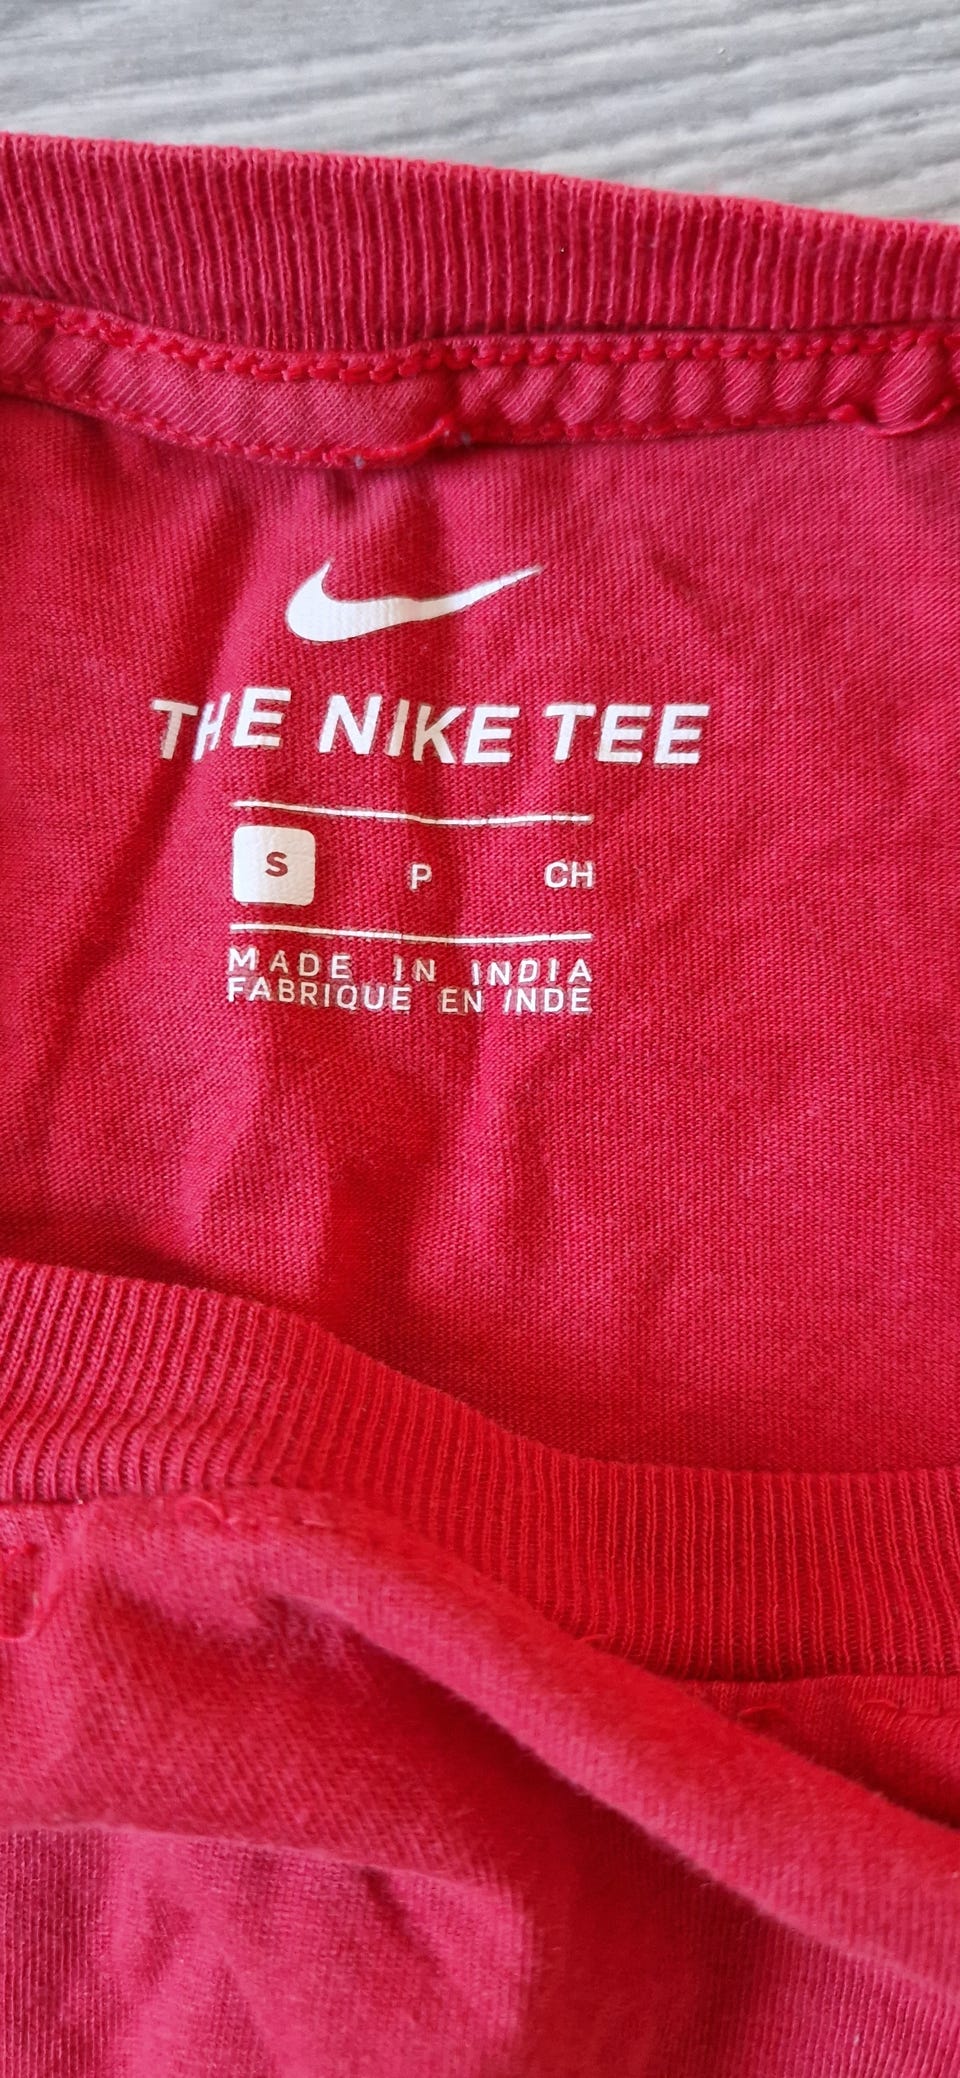 THE NIKE TEE
S P CH
MADE IN INDIA
FABRIQUE EN INDE